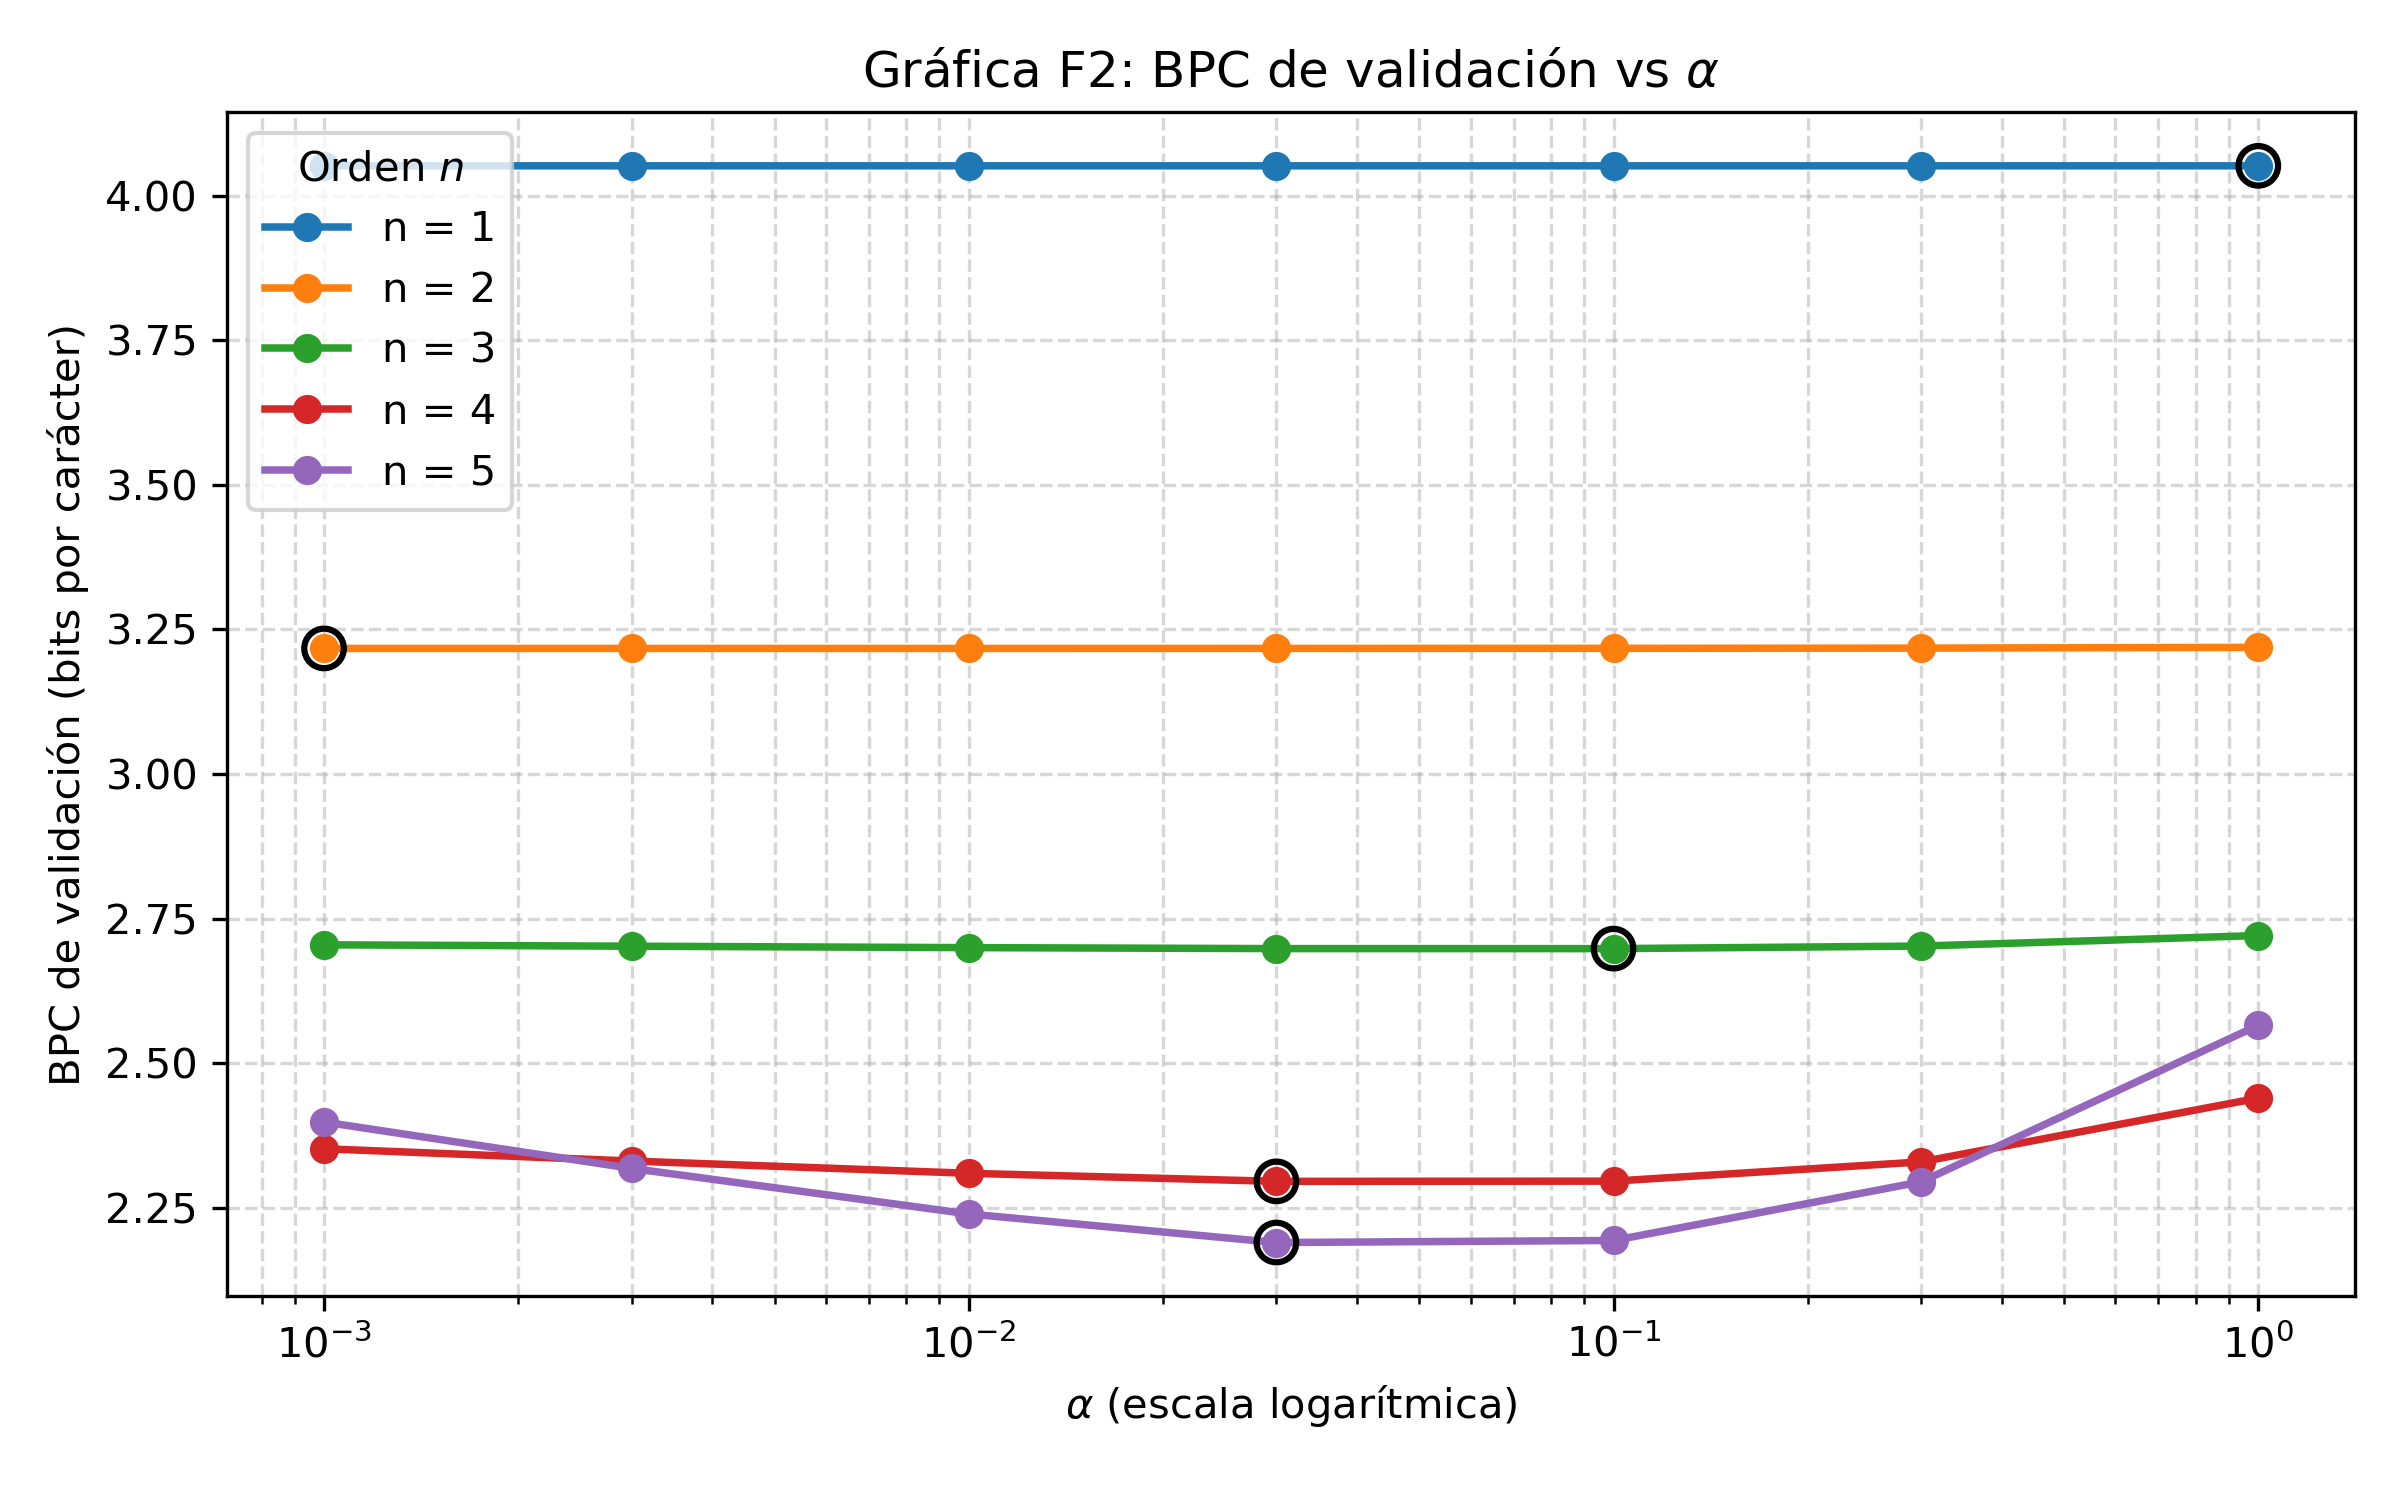 Gráfica F2: BPC de validación vs α
Orden n
n = 1
n = 2
n = 3
n = 4
n = 5
BPC de validación (bits por carácter)
4.00
3.75
3.50
3.25
3.00
2.75
2.50
2.25
10⁻³ 10⁻² 10⁻¹ 10⁰
α (escala logarítmica)